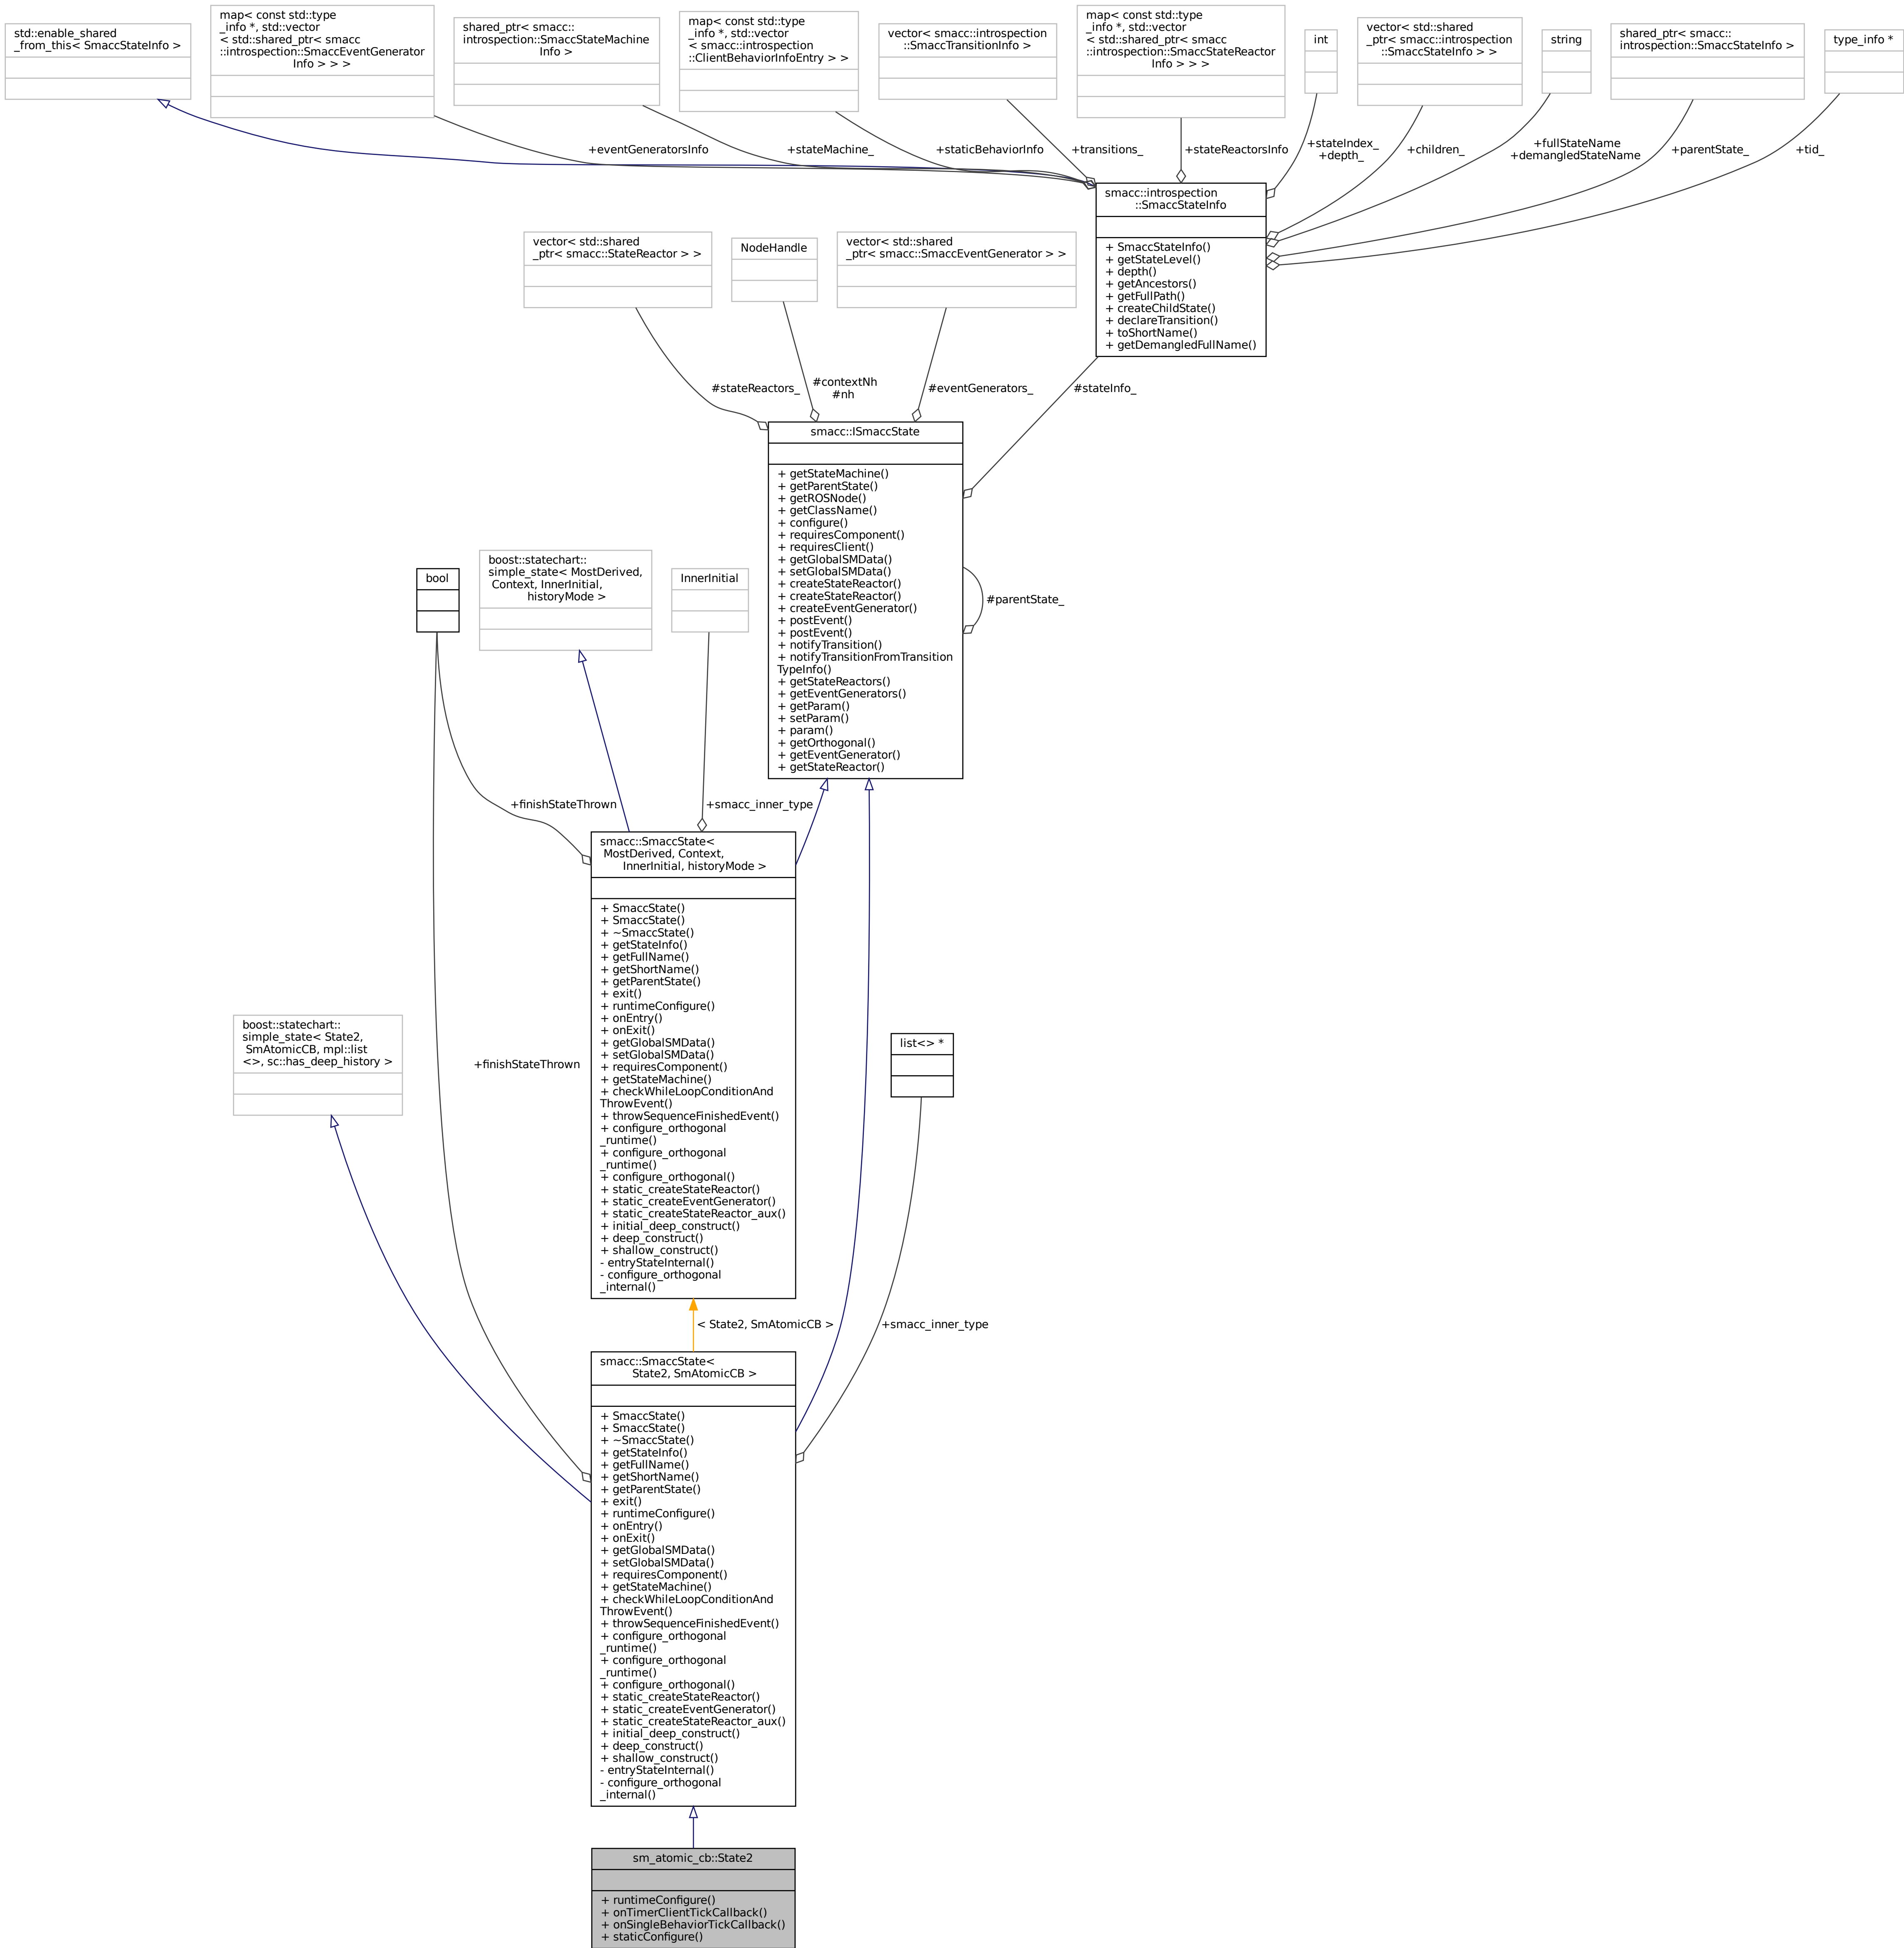 std::enable_shared
_from_this< SmaccStateInfo >
map< const std::type
_info *, std::vector
< std::shared_ptr< smacc
::introspection::SmaccEventGenerator
Info > > >
shared_ptr< smacc::
introspection::SmaccStateMachine
Info >
map< const std::type
_info *, std::vector
< smacc::introspection
::ClientBehaviorInfoEntry > >
vector< smacc::introspection
::SmaccTransitionInfo >
map< const std::type
_info *, std::vector
< std::shared_ptr< smacc
::introspection::SmaccStateReactor
Info > > >
int
vector< std::shared
_ptr< smacc::introspection
::SmaccStateInfo > >
string
shared_ptr< smacc::
introspection::SmaccStateInfo >
type_info *
+eventGeneratorsInfo
+stateMachine_
+staticBehaviorInfo
+transitions_
+stateReactorsInfo
+stateIndex_
+depth_
+children_
+fullStateName
+demangledStateName
+parentState_
+tid_
smacc::introspection
::SmaccStateInfo
+ SmaccStateInfo()
+ getStateLevel()
+ depth()
+ getAncestors()
+ getFullPath()
+ createChildState()
+ declareTransition()
+ toShortName()
+ getDemangledFullName()
vector< std::shared
_ptr< smacc::StateReactor > >
NodeHandle
vector< std::shared
_ptr< smacc::SmaccEventGenerator > >
#stateReactors_
#contextNh
#nh
#eventGenerators_
#stateInfo_
smacc::ISmaccState
+ getStateMachine()
+ getParentState()
+ getROSNode()
+ getClassName()
+ configure()
+ requiresComponent()
+ requiresClient()
+ getGlobalSMData()
+ setGlobalSMData()
+ createStateReactor()
+ createStateReactor()
+ createEventGenerator()
+ postEvent()
+ postEvent()
+ notifyTransition()
+ notifyTransitionFromTransition
TypeInfo()
+ getStateReactors()
+ getEventGenerators()
+ getParam()
+ setParam()
+ param()
+ getOrthogonal()
+ getEventGenerator()
+ getStateReactor()
#parentState_
bool
boost::statechart::
simple_state< MostDerived,
Context, InnerInitial,
historyMode >
InnerInitial
+finishStateThrown
+smacc_inner_type
smacc::SmaccState<
MostDerived, Context,
InnerInitial, historyMode >
+ SmaccState()
+ SmaccState()
+ ~SmaccState()
+ getStateInfo()
+ getFullName()
+ getShortName()
+ getParentState()
+ exit()
+ runtimeConfigure()
+ onEntry()
+ onExit()
+ getGlobalSMData()
+ setGlobalSMData()
+ requiresComponent()
+ getStateMachine()
+ checkWhileLoopConditionAnd
ThrowEvent()
+ throwSequenceFinishedEvent()
+ configure_orthogonal
_runtime()
+ configure_orthogonal
_runtime()
+ configure_orthogonal()
+ static_createStateReactor()
+ static_createEventGenerator()
+ static_createStateReactor_aux()
+ initial_deep_construct()
+ deep_construct()
+ shallow_construct()
- entryStateInternal()
- configure_orthogonal
_internal()
boost::statechart::
simple_state< State2,
SmAtomicCB, mpl::list
<>, sc::has_deep_history >
+finishStateThrown
list<> *
< State2, SmAtomicCB >
+smacc_inner_type
smacc::SmaccState<
State2, SmAtomicCB >
+ SmaccState()
+ SmaccState()
+ ~SmaccState()
+ getStateInfo()
+ getFullName()
+ getShortName()
+ getParentState()
+ exit()
+ runtimeConfigure()
+ onEntry()
+ onExit()
+ getGlobalSMData()
+ setGlobalSMData()
+ requiresComponent()
+ getStateMachine()
+ checkWhileLoopConditionAnd
ThrowEvent()
+ throwSequenceFinishedEvent()
+ configure_orthogonal
_runtime()
+ configure_orthogonal
_runtime()
+ configure_orthogonal()
+ static_createStateReactor()
+ static_createEventGenerator()
+ static_createStateReactor_aux()
+ initial_deep_construct()
+ deep_construct()
+ shallow_construct()
- entryStateInternal()
- configure_orthogonal
_internal()
sm_atomic_cb::State2
+ runtimeConfigure()
+ onTimerClientTickCallback()
+ onSingleBehaviorTickCallback()
+ staticConfigure()